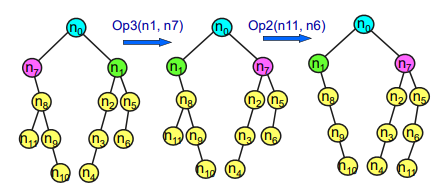 Op3(n1, n7) Op2(n11, n6)
n0 n0 n0
n7 n1 n1 n7 n1 n7
n8 n2 n5 n8 n2 n5 n8 n2 n5
n11 n9 n3 n6 n11 n9 n3 n6 n9 n3 n6 n11
n10 n4 n10 n4 n10 n4